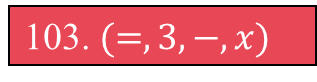 103. (=, 3, −, x)